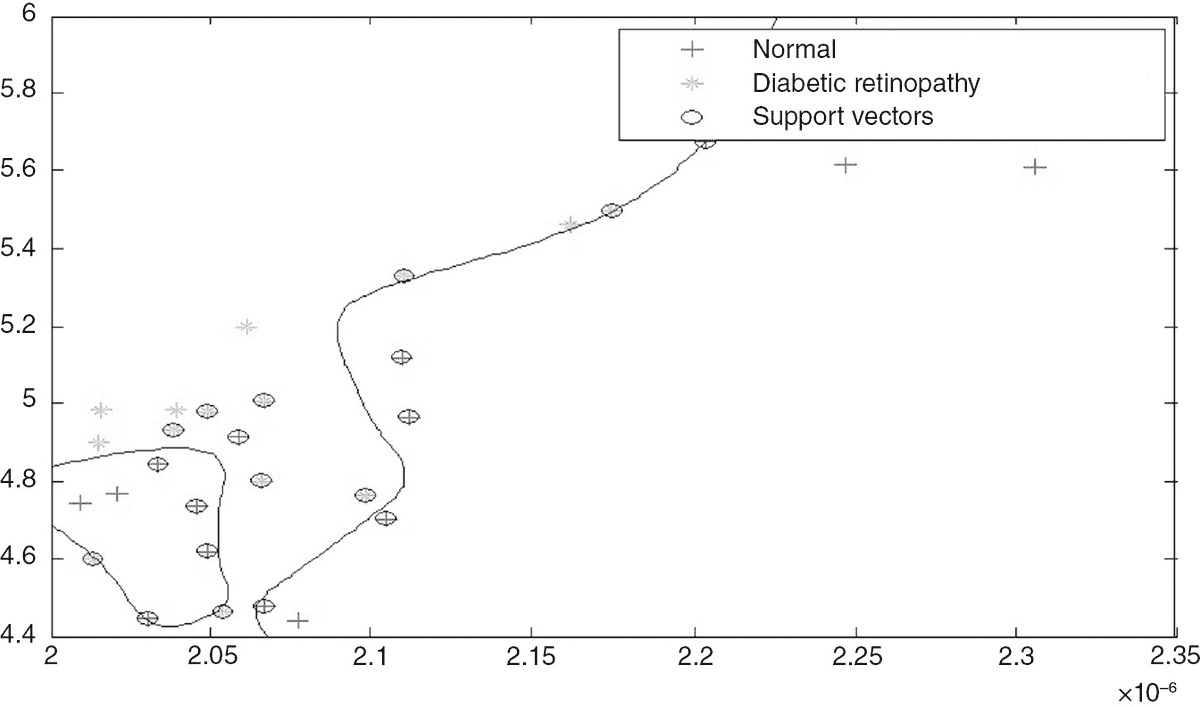 6
Normal
5.8
Diabetic retinopathy
Support vectors
5.6
5.4
5.2
5
4.8
4.6
4.4
2 2.05 2.1 2.15 2.2 2.25 2.3 2.35
×10⁻⁶